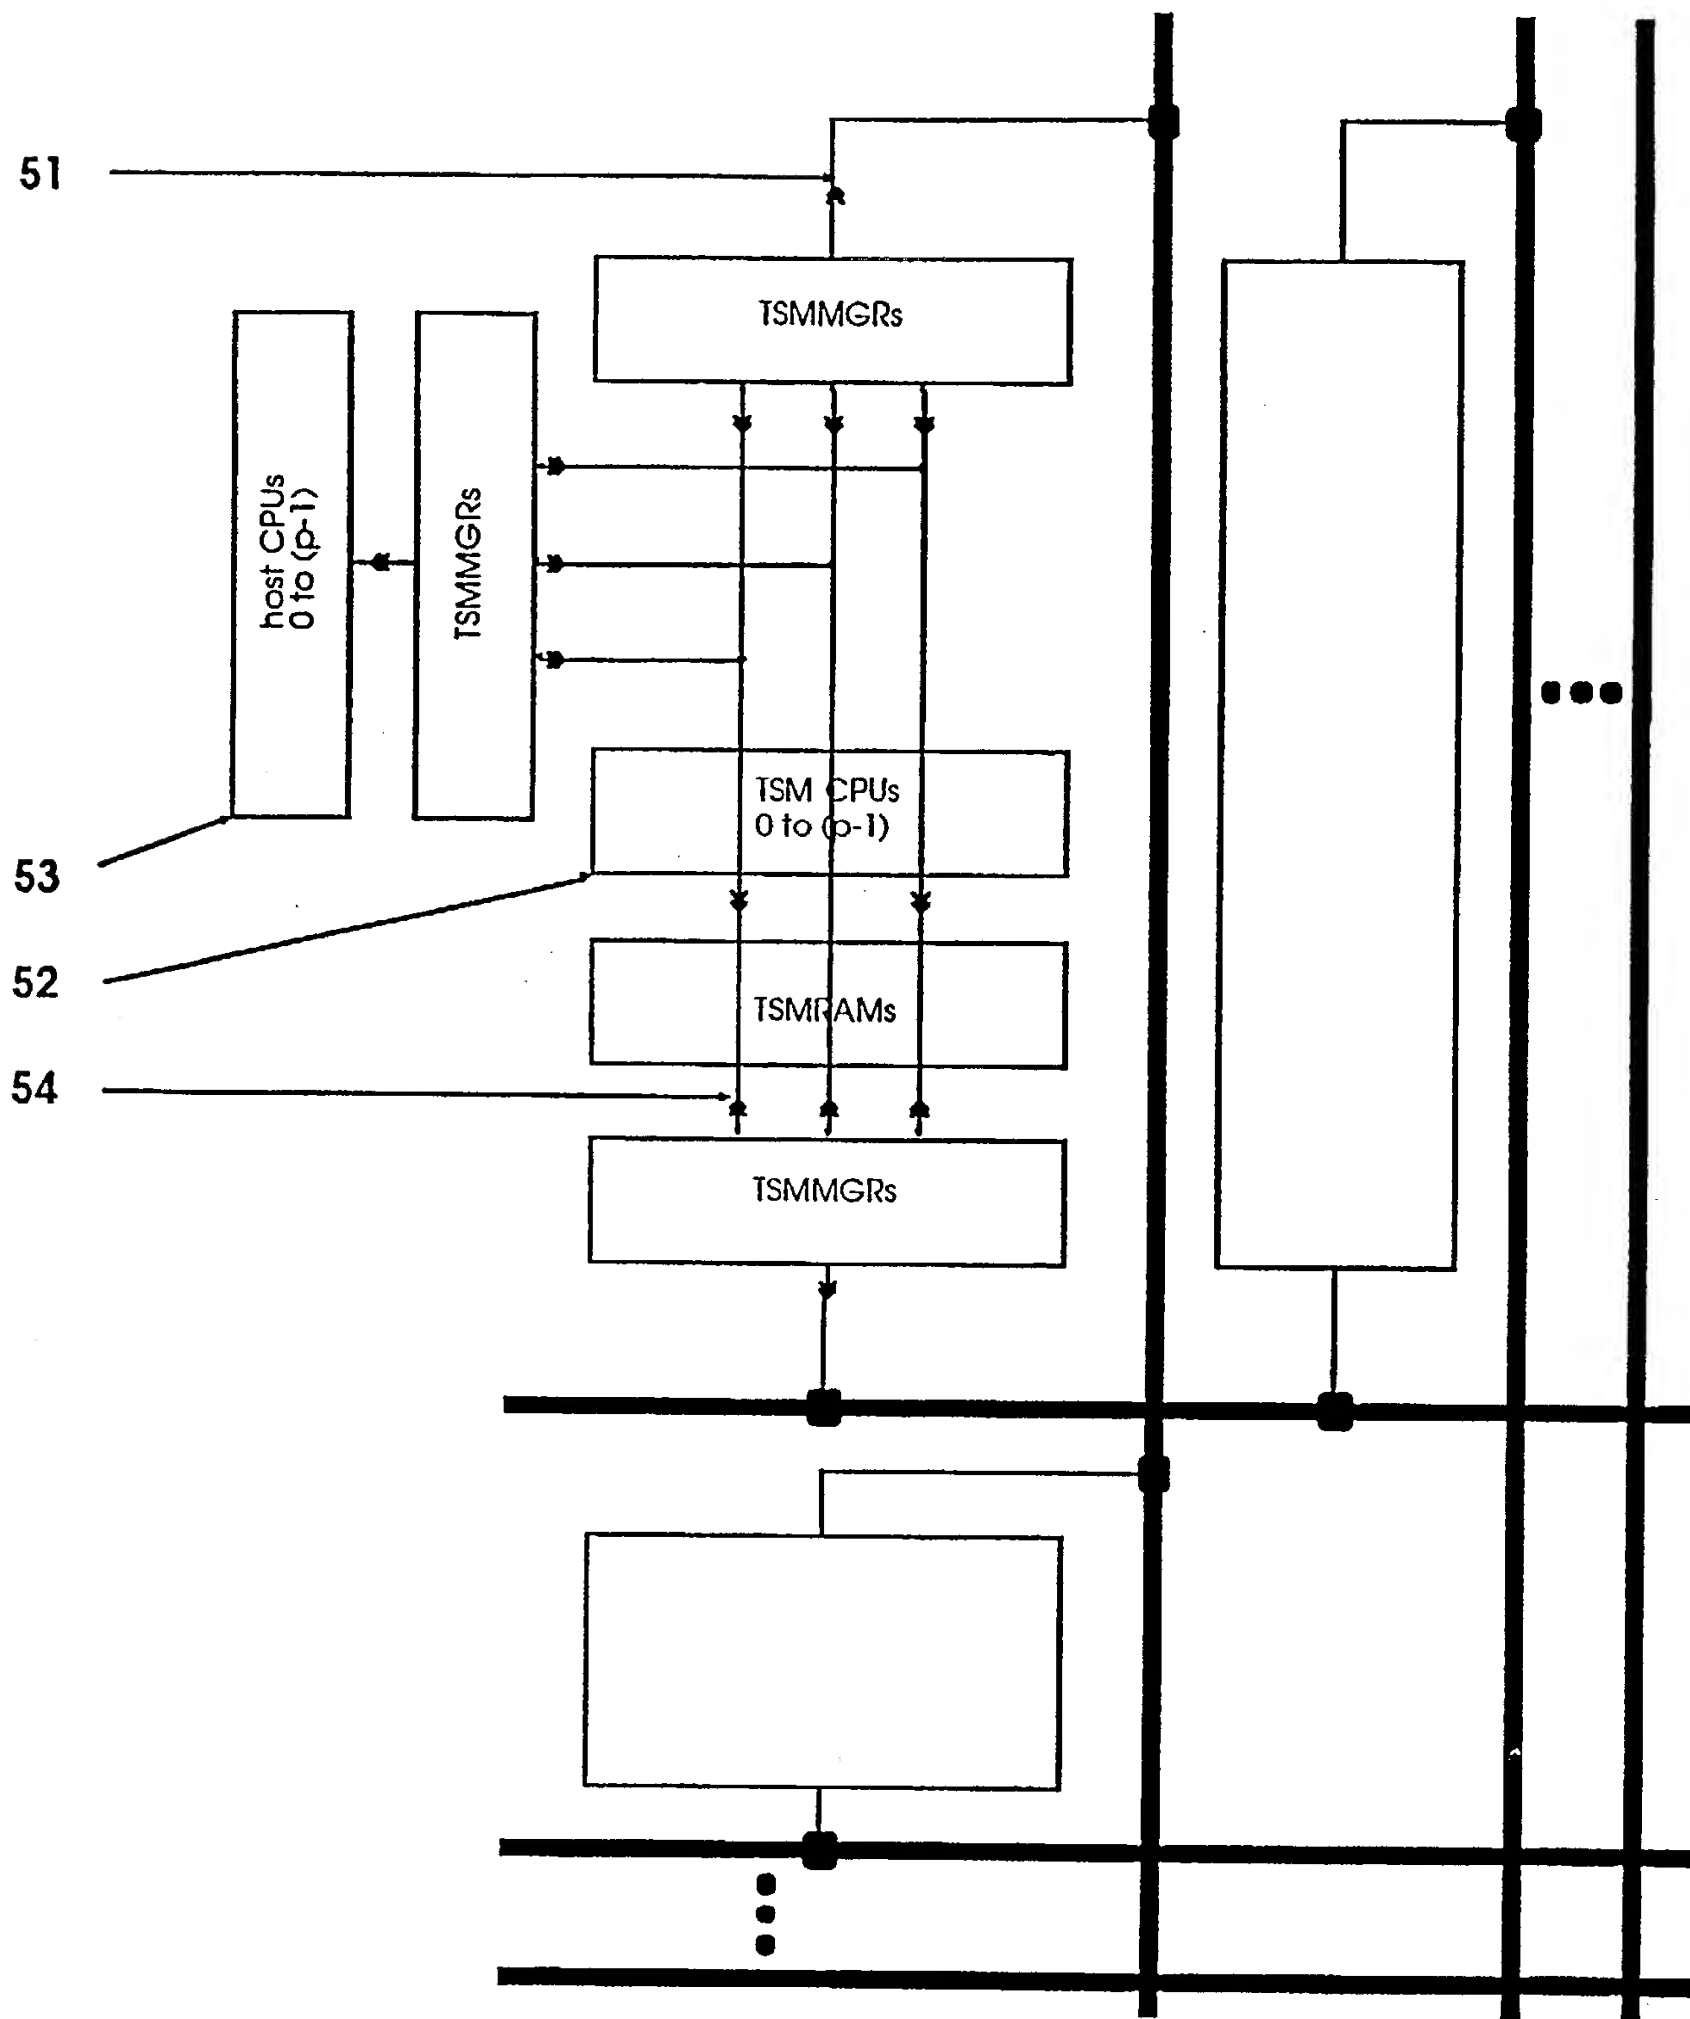 51
TSMMGRs
host CPUs
0 to (p-1)
TSMMGRs
TSM CPUs
0 to (p-1)
53
52
TSMRAMs
54
TSMMGRs